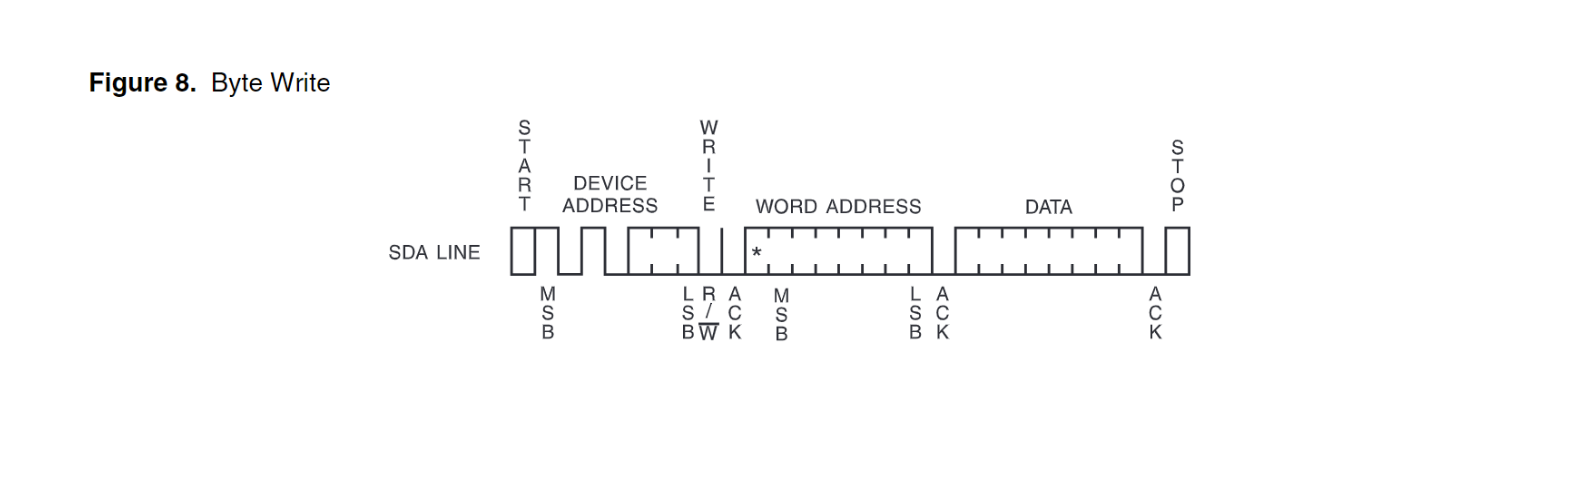 Figure 8. Byte Write
START
WRITE
STOP
DEVICE
ADDRESS
WORD ADDRESS
DATA
SDA LINE
*
MSB
LSB
R/W
ACK
MSB
LSB
ACK
ACK